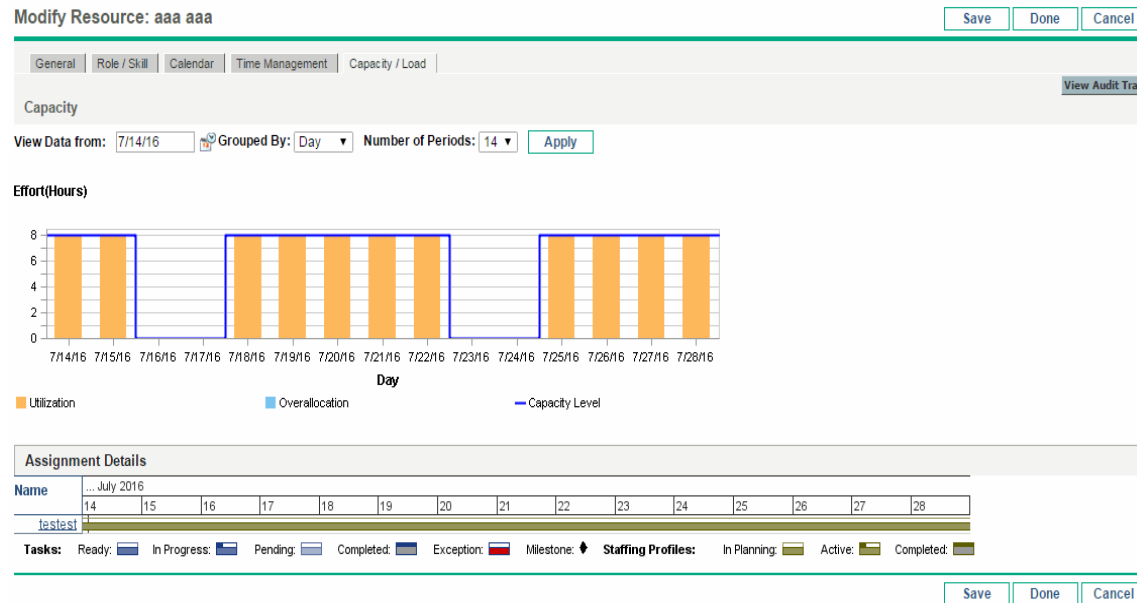 Modify Resource: aaa aaa
Save Done Cancel
General Role / Skill Calendar Time Management Capacity / Load
View Audit Tra
Capacity
View Data from: 7/14/16 Grouped By: Day Number of Periods: 14 Apply
Effort(Hours)
8
6
4
2
0
7/14/16 7/15/16 7/16/16 7/17/16 7/18/16 7/19/16 7/20/16 7/21/16 7/22/16 7/23/16 7/24/16 7/25/16 7/26/16 7/27/16 7/28/16
Day
Utilization Overallocation Capacity Level
Assignment Details
Name ... July 2016
14 15 16 17 18 19 20 21 22 23 24 25 26 27 28
testest
Tasks: Ready: In Progress: Pending: Completed: Exception: Milestone: Staffing Profiles: In Planning: Active: Completed:
Save Done Cancel